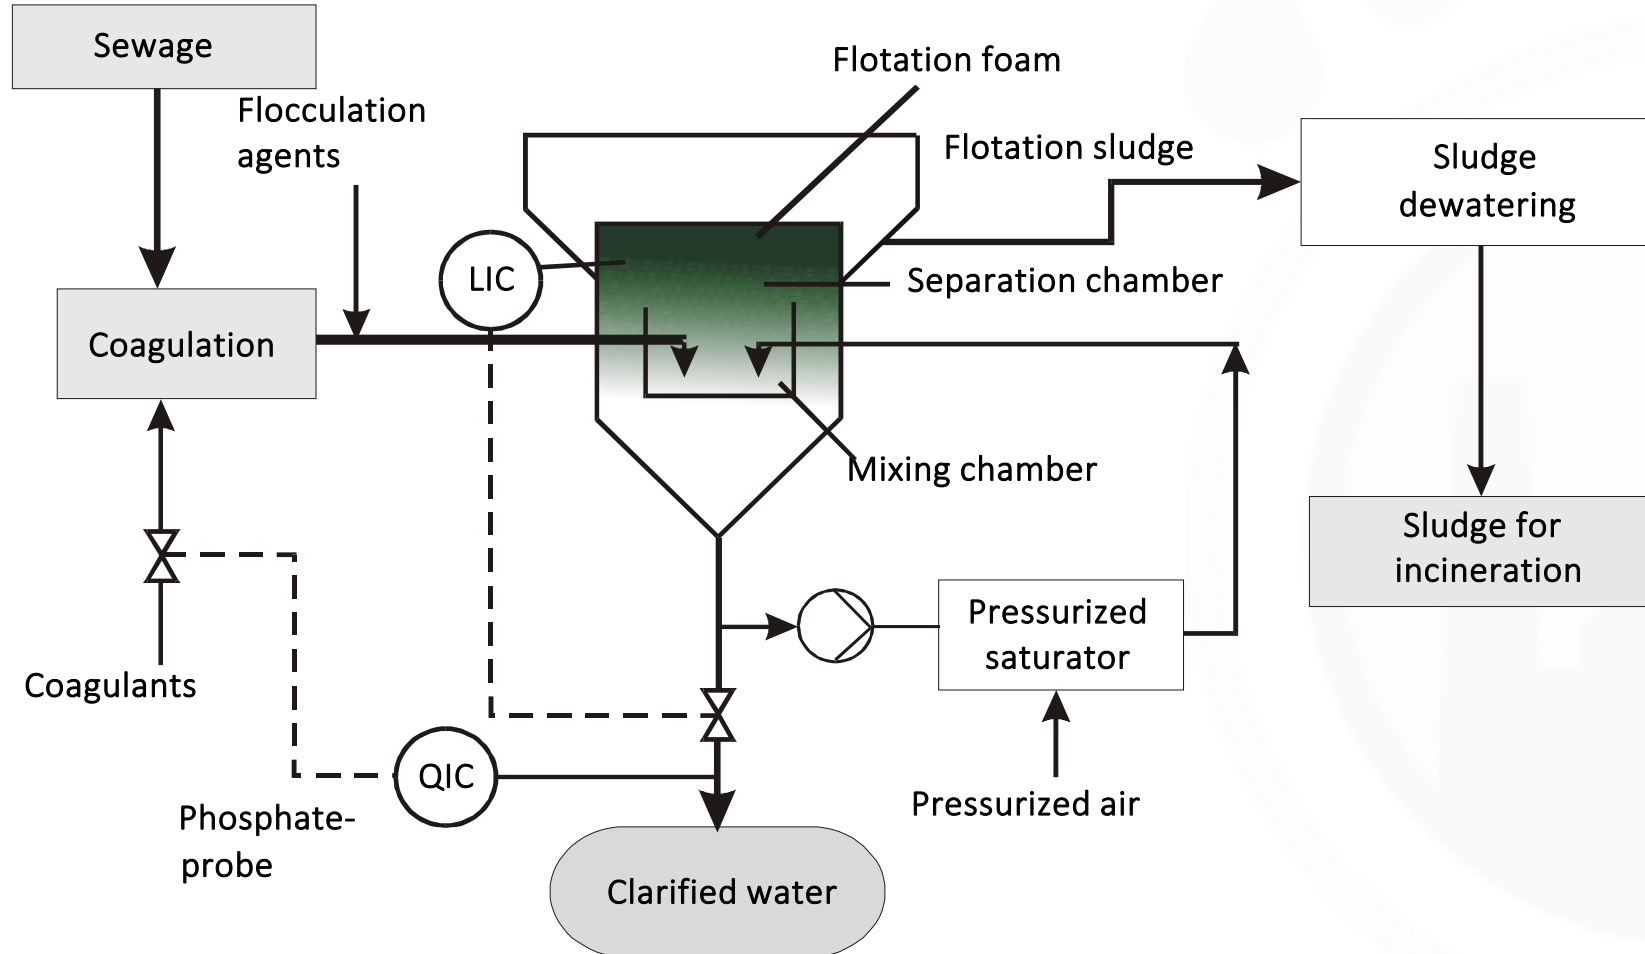 Sewage
Flocculation
agents
Flotation foam
Flotation sludge
Sludge
dewatering
LIC
Separation chamber
Coagulation
Mixing chamber
Sludge for
incineration
Pressurized
saturator
Coagulants
QIC
Pressurized air
Phosphate-
probe
Clarified water